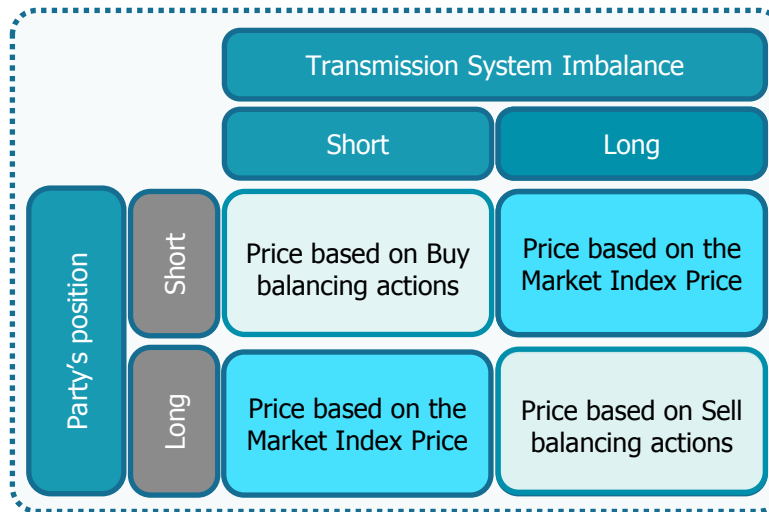 Transmission System Imbalance
Short
Long
Party's position
Short
Price based on Buy
balancing actions
Price based on the
Market Index Price
Long
Price based on the
Market Index Price
Price based on Sell
balancing actions